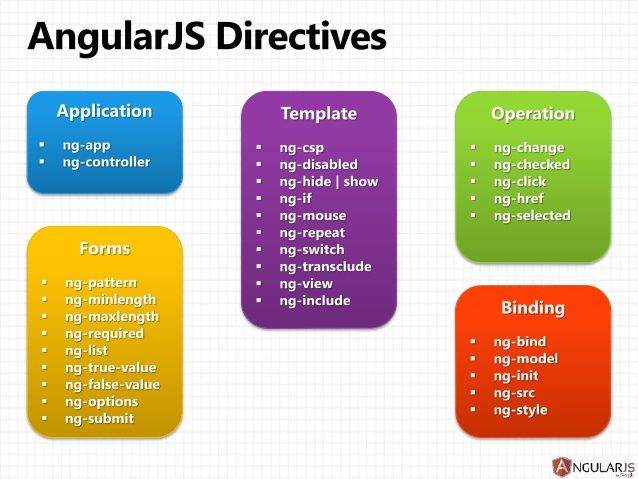 AngularJS Directives
Application
ng-app
ng-controller
Forms
ng-pattern
ng-minlength
ng-maxlength
ng-required
ng-list
ng-true-value
ng-false-value
ng-options
ng-submit
Template
ng-csp
ng-disabled
ng-hide | show
ng-if
ng-mouse
ng-repeat
ng-switch
ng-transclude
ng-view
ng-include
Operation
ng-change
ng-checked
ng-click
ng-href
ng-selected
Binding
ng-bind
ng-model
ng-init
ng-src
ng-style
ANGULARJS